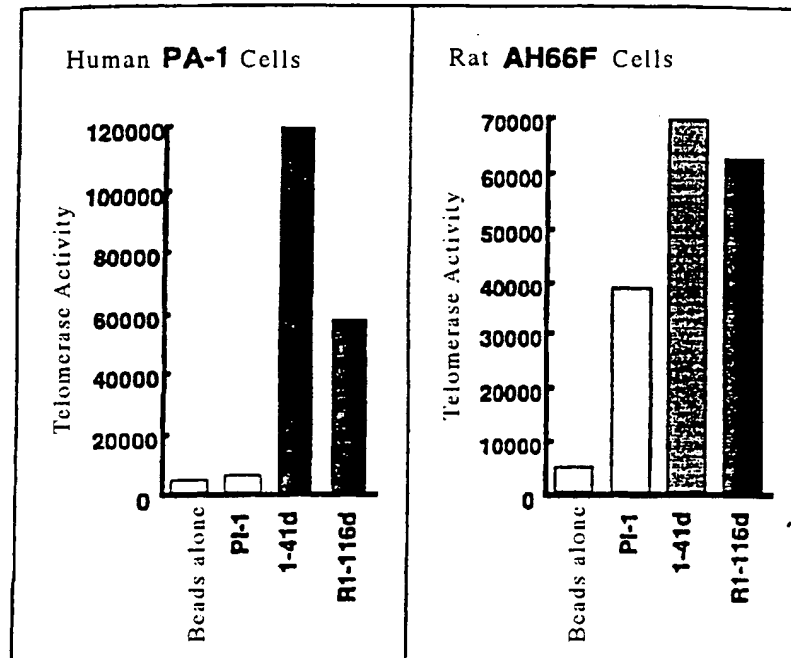 Human PA-1 Cells
Telomerase Activity
120000
100000
80000
60000
40000
20000
0
Beads alone
PI-1
1-41d
R1-116d
Rat AH66F Cells
Telomerase Activity
70000
60000
50000
40000
30000
20000
10000
0
Beads alone
PI-1
1-41d
R1-116d